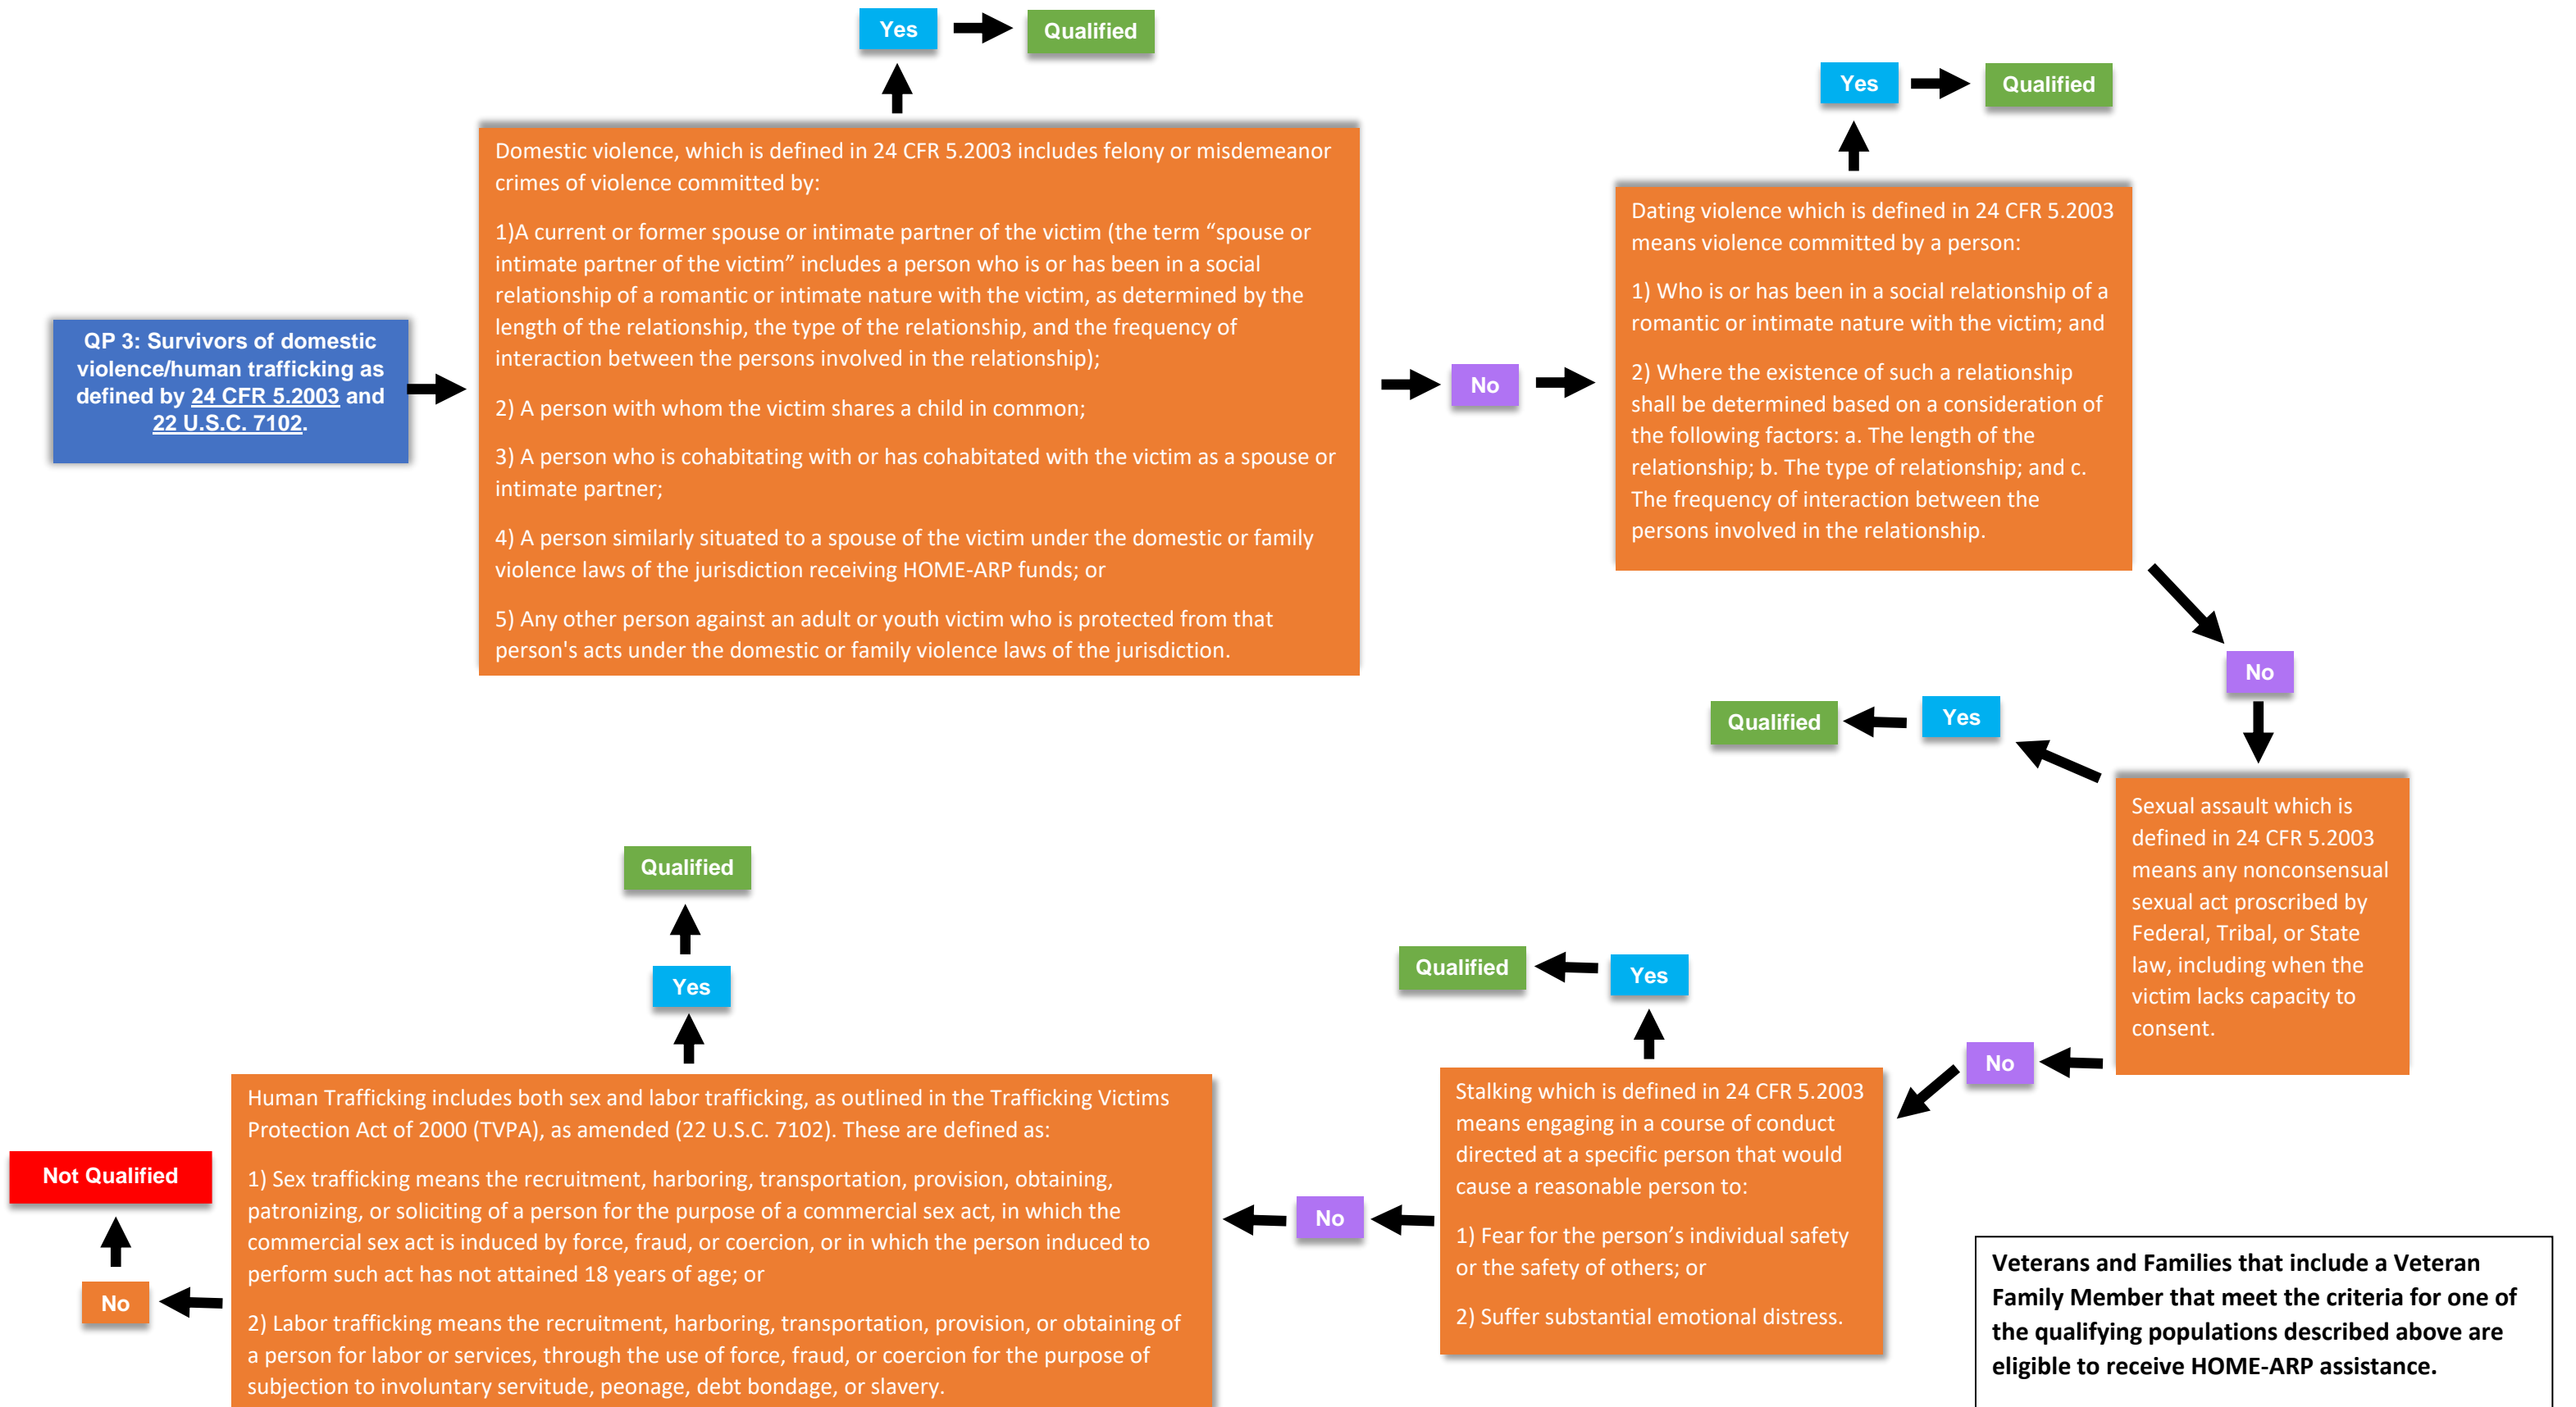 QP 3: Survivors of domestic
violence/human trafficking as
defined by 24 CFR 5.2003 and
22 U.S.C. 7102.
Yes
Qualified
Domestic violence, which is defined in 24 CFR 5.2003 includes felony or misdemeanor
crimes of violence committed by:
1)A current or former spouse or intimate partner of the victim (the term “spouse or
intimate partner of the victim” includes a person who is or has been in a social
relationship of a romantic or intimate nature with the victim, as determined by the
length of the relationship, the type of the relationship, and the frequency of
interaction between the persons involved in the relationship);
2) A person with whom the victim shares a child in common;
3) A person who is cohabitating with or has cohabitated with the victim as a spouse or
intimate partner;
4) A person similarly situated to a spouse of the victim under the domestic or family
violence laws of the jurisdiction receiving HOME-ARP funds; or
5) Any other person against an adult or youth victim who is protected from that
person's acts under the domestic or family violence laws of the jurisdiction.
No
Yes
Qualified
Dating violence which is defined in 24 CFR 5.2003
means violence committed by a person:
1) Who is or has been in a social relationship of a
romantic or intimate nature with the victim; and
2) Where the existence of such a relationship
shall be determined based on a consideration of
the following factors: a. The length of the
relationship; b. The type of relationship; and c.
The frequency of interaction between the
persons involved in the relationship.
No
Yes
Qualified
Sexual assault which is
defined in 24 CFR 5.2003
means any nonconsensual
sexual act proscribed by
Federal, Tribal, or State
law, including when the
victim lacks capacity to
consent.
No
Yes
Qualified
Stalking which is defined in 24 CFR 5.2003
means engaging in a course of conduct
directed at a specific person that would
cause a reasonable person to:
1) Fear for the person’s individual safety
or the safety of others; or
2) Suffer substantial emotional distress.
No
Qualified
Yes
Human Trafficking includes both sex and labor trafficking, as outlined in the Trafficking Victims
Protection Act of 2000 (TVPA), as amended (22 U.S.C. 7102). These are defined as:
1) Sex trafficking means the recruitment, harboring, transportation, provision, obtaining,
patronizing, or soliciting of a person for the purpose of a commercial sex act, in which the
commercial sex act is induced by force, fraud, or coercion, or in which the person induced to
perform such act has not attained 18 years of age; or
2) Labor trafficking means the recruitment, harboring, transportation, provision, or obtaining of
a person for labor or services, through the use of force, fraud, or coercion for the purpose of
subjection to involuntary servitude, peonage, debt bondage, or slavery.
No
Not Qualified
Veterans and Families that include a Veteran
Family Member that meet the criteria for one of
the qualifying populations described above are
eligible to receive HOME-ARP assistance.